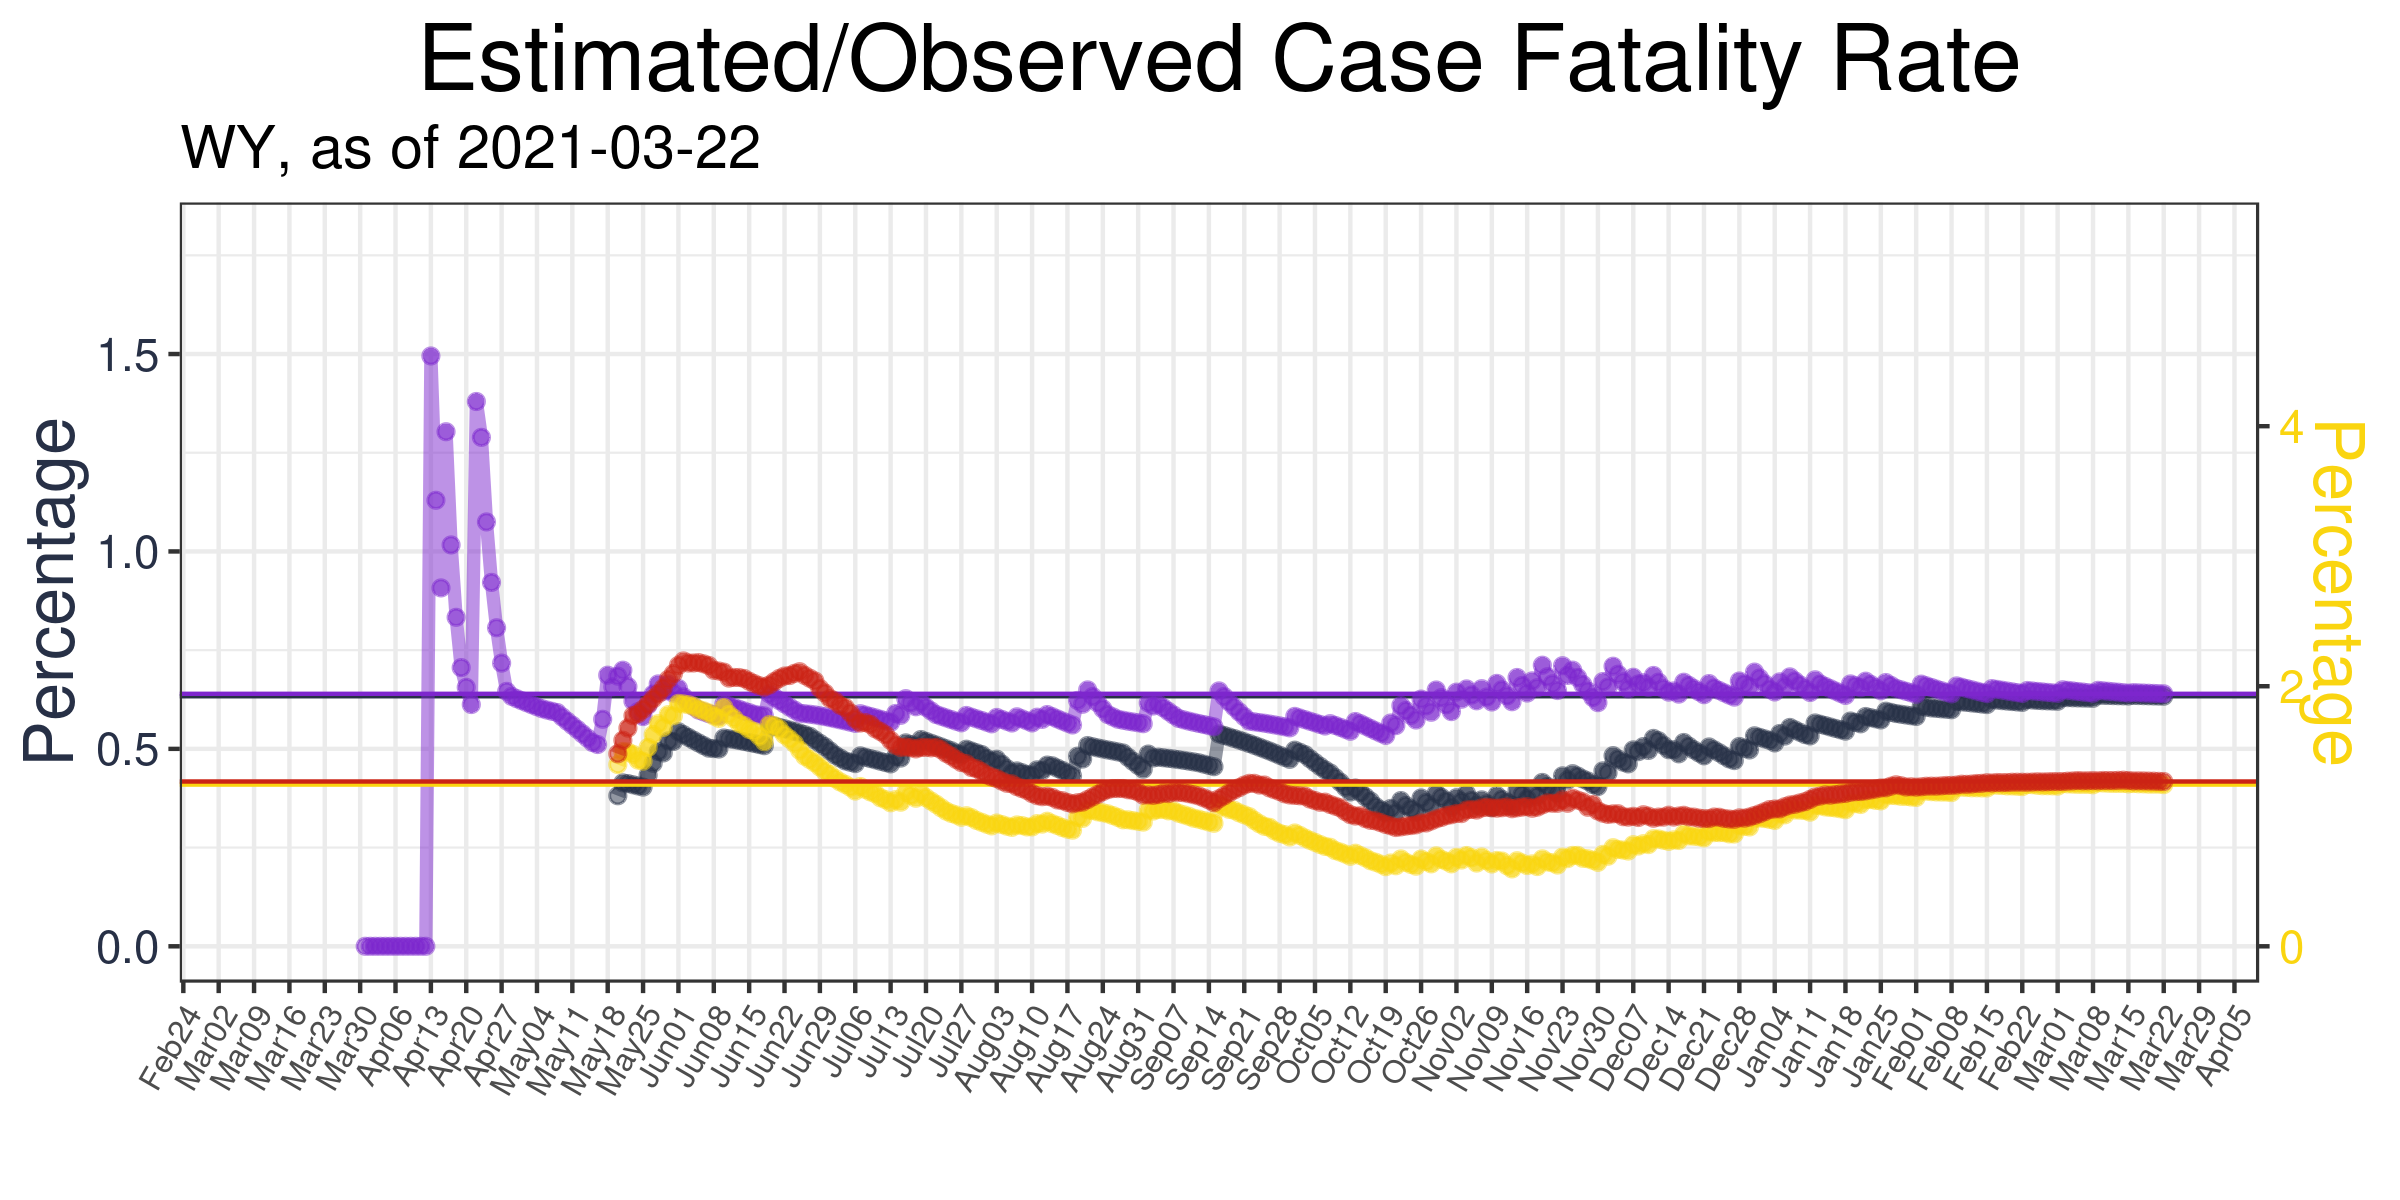 Estimated/Observed Case Fatality Rate
WY, as of 2021-03-22
Percentage
1.5
1.0
0.5
0.0
4
2
0
Percentage
Feb24
Mar02
Mar09
Mar16
Mar23
Mar30
Apr06
Apr13
Apr20
Apr27
May04
May11
May18
May25
Jun01
Jun08
Jun15
Jun22
Jun29
Jul06
Jul13
Jul20
Jul27
Aug03
Aug10
Aug17
Aug24
Aug31
Sep07
Sep14
Sep21
Sep28
Oct05
Oct12
Oct19
Oct26
Nov02
Nov09
Nov16
Nov23
Nov30
Dec07
Dec14
Dec21
Dec28
Jan04
Jan11
Jan18
Jan25
Feb01
Feb08
Feb15
Feb22
Mar01
Mar08
Mar15
Mar22
Mar29
Apr05